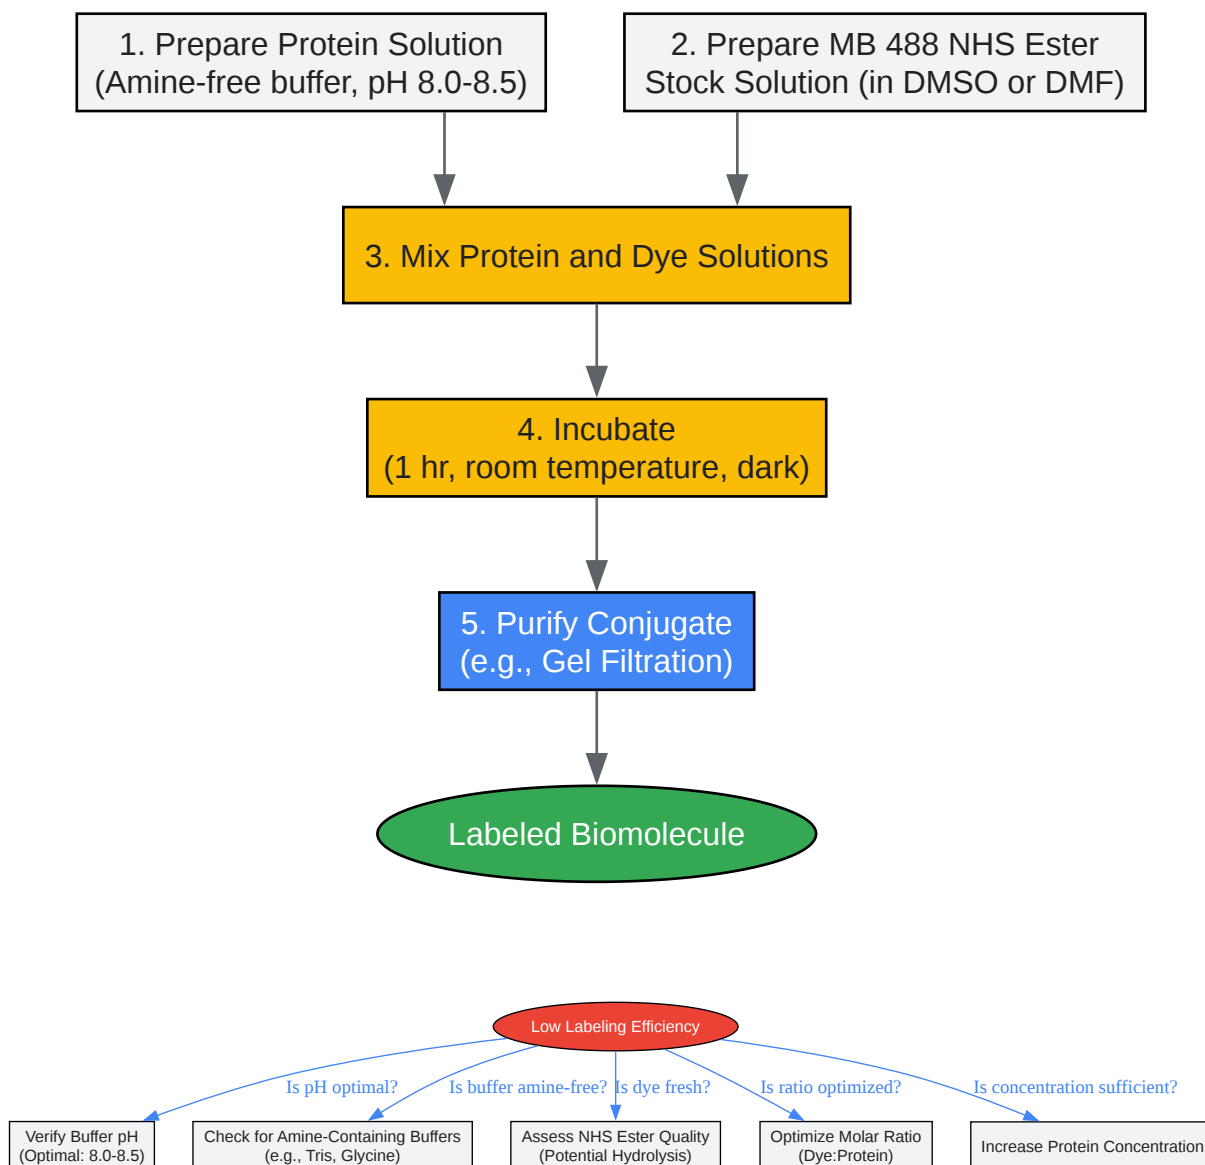 1. Prepare Protein Solution
(Amine-free buffer, pH 8.0-8.5)
2. Prepare MB 488 NHS Ester
Stock Solution (in DMSO or DMF)
3. Mix Protein and Dye Solutions
4. Incubate
(1 hr, room temperature, dark)
5. Purify Conjugate
(e.g., Gel Filtration)
Labeled Biomolecule
Low Labeling Efficiency
Is pH optimal?
Is buffer amine-free?
Is dye fresh?
Is ratio optimized?
Is concentration sufficient?
Verify Buffer pH
(Optimal: 8.0-8.5)
Check for Amine-Containing Buffers
(e.g., Tris, Glycine)
Assess NHS Ester Quality
(Potential Hydrolysis)
Optimize Molar Ratio
(Dye:Protein)
Increase Protein Concentration